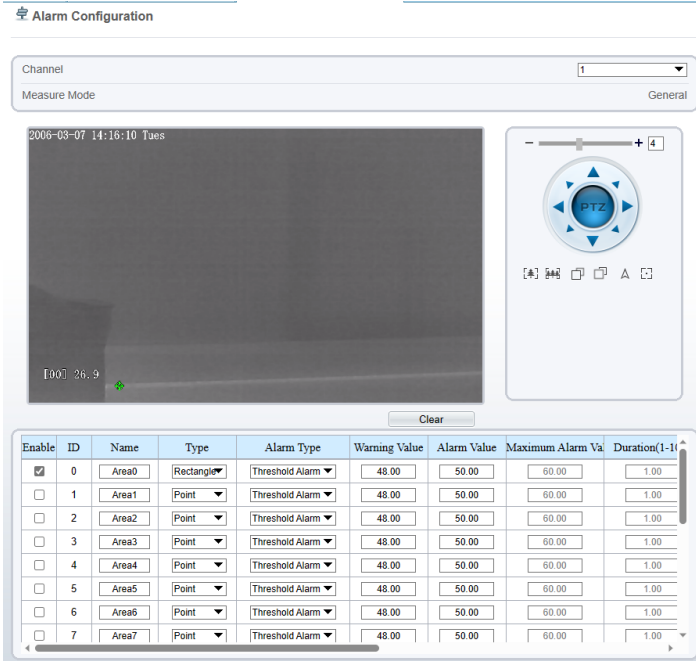 Alarm Configuration
Channel 1
Measure Mode General
2006-03-07 14:16:10 Tues
[00] 26.9
4
PTZ
Clear
Enable ID Name Type Alarm Type Warning Value Alarm Value Maximum Alarm Va Duration(1-10
0 Area0 Rectangle Threshold Alarm 48.00 50.00 60.00 1.00
1 Area1 Point Threshold Alarm 48.00 50.00 60.00 1.00
2 Area2 Point Threshold Alarm 48.00 50.00 60.00 1.00
3 Area3 Point Threshold Alarm 48.00 50.00 60.00 1.00
4 Area4 Point Threshold Alarm 48.00 50.00 60.00 1.00
5 Area5 Point Threshold Alarm 48.00 50.00 60.00 1.00
6 Area6 Point Threshold Alarm 48.00 50.00 60.00 1.00
7 Area7 Point Threshold Alarm 48.00 50.00 60.00 1.00